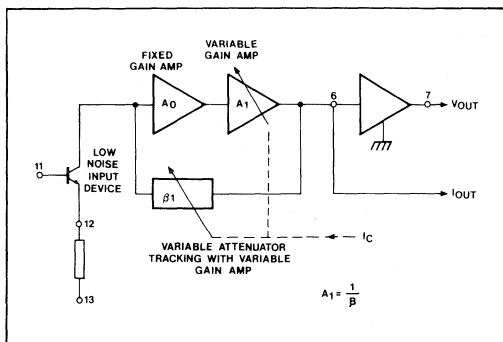 FIXED
GAIN AMP
VARIABLE
GAIN AMP
A0
A1
6
7
VOUT
11
LOW
NOISE
INPUT
DEVICE
β1
IOUT
12
IC
VARIABLE ATTENUATOR
TRACKING WITH VARIABLE
GAIN AMP
A1 = 1/β
13